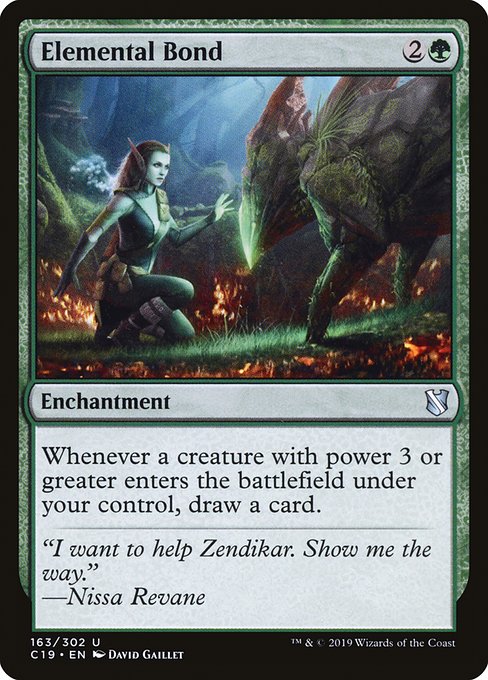 Elemental Bond 2
Enchantment
Whenever a creature with power 3 or
greater enters the battlefield under
your control, draw a card.
“I want to help Zendikar. Show me the
way.”
—Nissa Revane
163/302 U
C19 • EN DAVID GAILLET
™ & © 2019 Wizards of the Coast